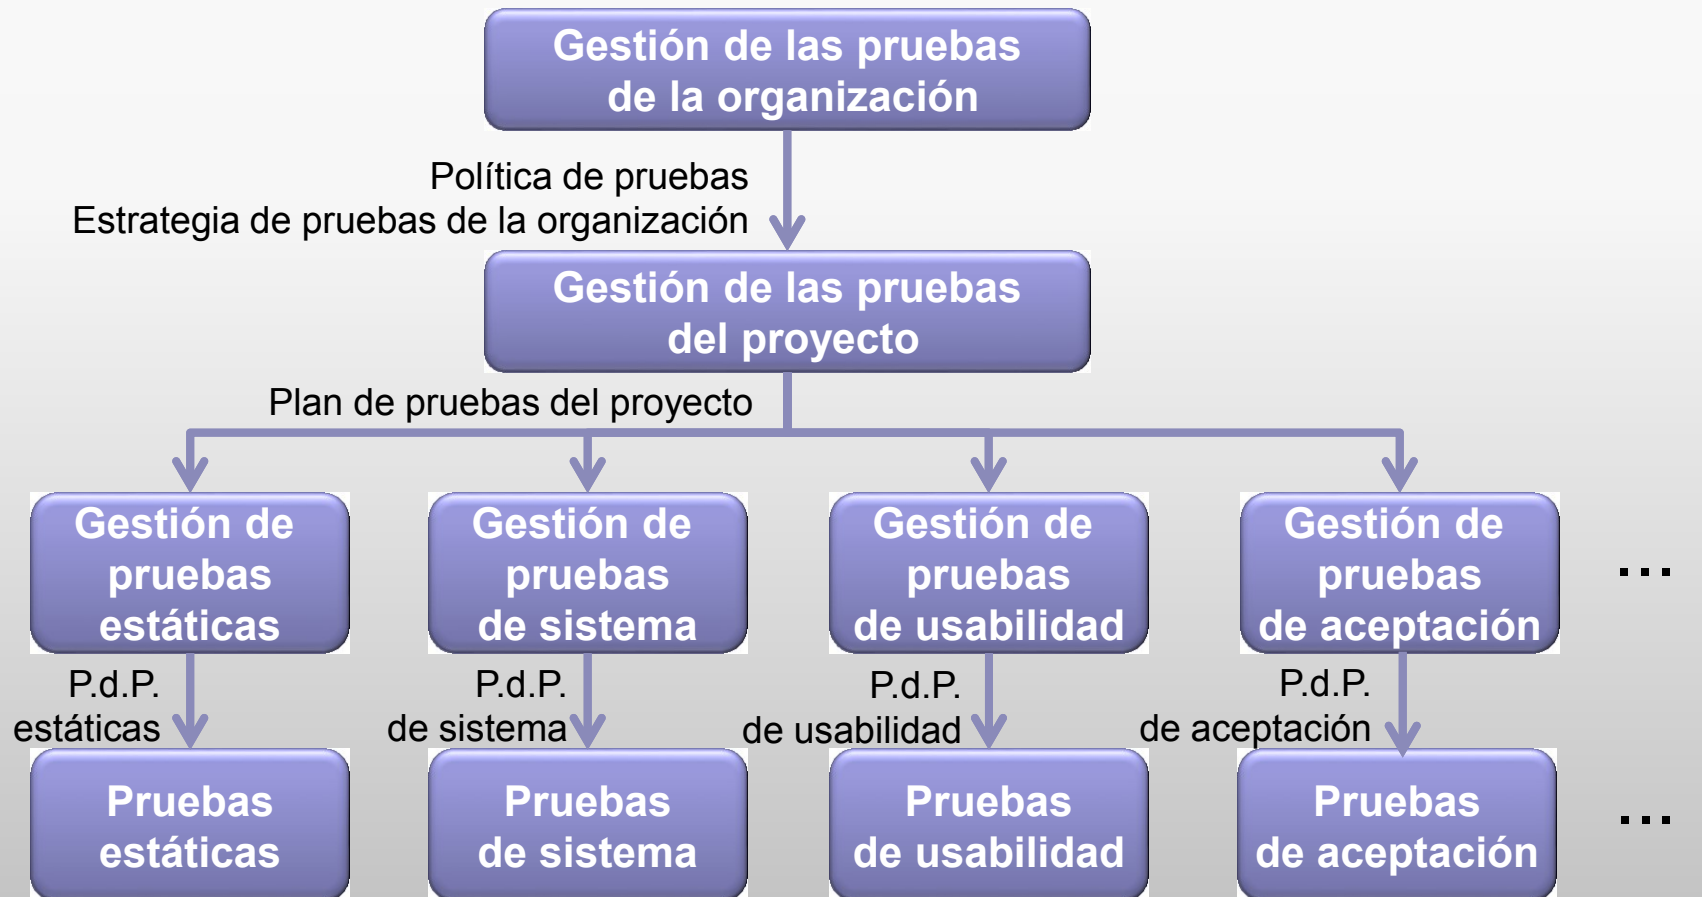 Gestión de las pruebas
de la organización
Política de pruebas
Estrategia de pruebas de la organización
Gestión de las pruebas
del proyecto
Plan de pruebas del proyecto
Gestión de
pruebas
estáticas
Gestión de
pruebas
de sistema
Gestión de
pruebas
de usabilidad
Gestión de
pruebas
de aceptación
...
P.d.P.
estáticas
P.d.P.
de sistema
P.d.P.
de usabilidad
P.d.P.
de aceptación
Pruebas
estáticas
Pruebas
de sistema
Pruebas
de usabilidad
Pruebas
de aceptación
...